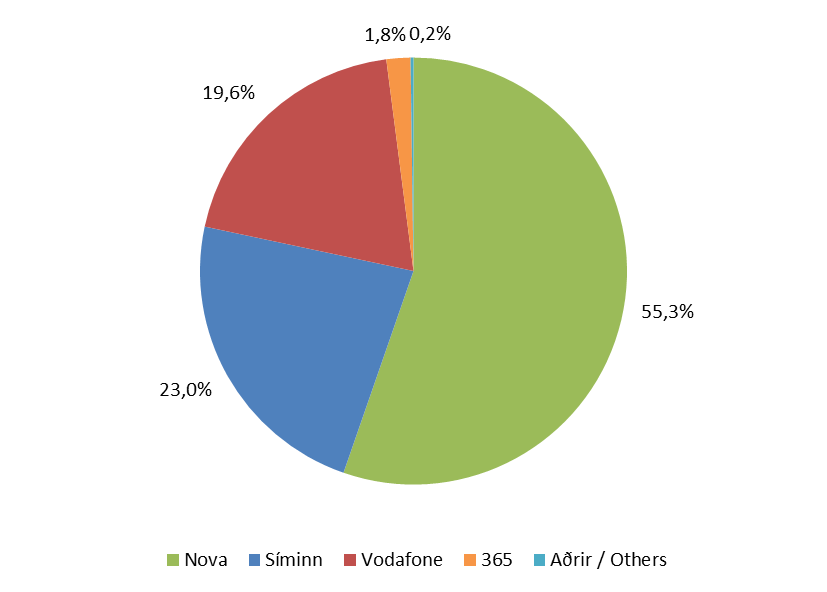 1,8% 0,2%
19,6%
55,3%
23,0%
Nova Síminn Vodafone 365 Aðrir / Others